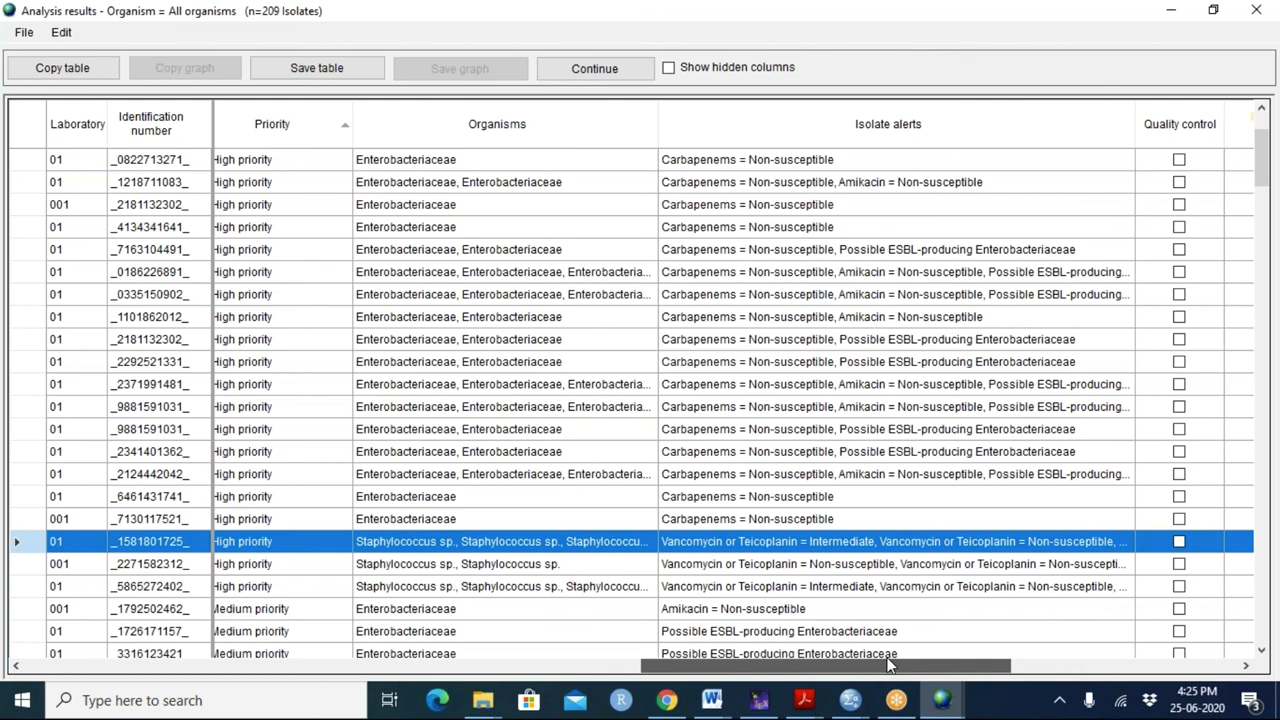 Analysis results - Organism = All organisms (n=209 Isolates)
File Edit
Copy table Copy graph Save table Save graph Continue Show hidden columns
Laboratory Identification number Priority Organisms Isolate alerts Quality control
01 _0822713271_ High priority Enterobacteriaceae Carbapenems = Non-susceptible
01 _1218711083_ High priority Enterobacteriaceae, Enterobacteriaceae Carbapenems = Non-susceptible, Amikacin = Non-susceptible
001 _2181132302_ High priority Enterobacteriaceae Carbapenems = Non-susceptible
01 _4134341641_ High priority Enterobacteriaceae Carbapenems = Non-susceptible
01 _7163104491_ High priority Enterobacteriaceae, Enterobacteriaceae Carbapenems = Non-susceptible, Possible ESBL-producing Enterobacteriaceae
01 _0186226891_ High priority Enterobacteriaceae, Enterobacteriaceae, Enterobacteria... Carbapenems = Non-susceptible, Amikacin = Non-susceptible, Possible ESBL-producing...
01 _0335150902_ High priority Enterobacteriaceae, Enterobacteriaceae, Enterobacteria... Carbapenems = Non-susceptible, Amikacin = Non-susceptible, Possible ESBL-producing...
01 _1101862012_ High priority Enterobacteriaceae, Enterobacteriaceae Carbapenems = Non-susceptible, Amikacin = Non-susceptible
01 _2181132302_ High priority Enterobacteriaceae, Enterobacteriaceae Carbapenems = Non-susceptible, Possible ESBL-producing Enterobacteriaceae
01 _2292521331_ High priority Enterobacteriaceae, Enterobacteriaceae Carbapenems = Non-susceptible, Possible ESBL-producing Enterobacteriaceae
01 _2371991481_ High priority Enterobacteriaceae, Enterobacteriaceae, Enterobacteria... Carbapenems = Non-susceptible, Amikacin = Non-susceptible, Possible ESBL-producing...
01 _9881591031_ High priority Enterobacteriaceae, Enterobacteriaceae, Enterobacteria... Carbapenems = Non-susceptible, Amikacin = Non-susceptible, Possible ESBL-producing...
01 _9881591031_ High priority Enterobacteriaceae, Enterobacteriaceae Carbapenems = Non-susceptible, Possible ESBL-producing Enterobacteriaceae
01 _2341401362_ High priority Enterobacteriaceae, Enterobacteriaceae Carbapenems = Non-susceptible, Possible ESBL-producing Enterobacteriaceae
01 _2124442042_ High priority Enterobacteriaceae, Enterobacteriaceae, Enterobacteria... Carbapenems = Non-susceptible, Amikacin = Non-susceptible, Possible ESBL-producing...
01 _6461431741_ High priority Enterobacteriaceae Carbapenems = Non-susceptible
001 _7130117521_ High priority Enterobacteriaceae Carbapenems = Non-susceptible
01 _1581801725_ High priority Staphylococcus sp., Staphylococcus sp., Staphylococcu... Vancomycin or Teicoplanin = Intermediate, Vancomycin or Teicoplanin = Non-susceptible, ...
001 _2271582312_ High priority Staphylococcus sp., Staphylococcus sp. Vancomycin or Teicoplanin = Non-susceptible, Vancomycin or Teicoplanin = Non-suscepti...
01 _5865272402_ High priority Staphylococcus sp., Staphylococcus sp., Staphylococcu... Vancomycin or Teicoplanin = Intermediate, Vancomycin or Teicoplanin = Non-susceptible, ...
001 _1792502462_ Medium priority Enterobacteriaceae Amikacin = Non-susceptible
01 _1726171157_ Medium priority Enterobacteriaceae Possible ESBL-producing Enterobacteriaceae
01 _3316123421_ Medium priority Enterobacteriaceae Possible ESBL-producing Enterobacteriaceae
Type here to search
4:25 PM
25-06-2020
3